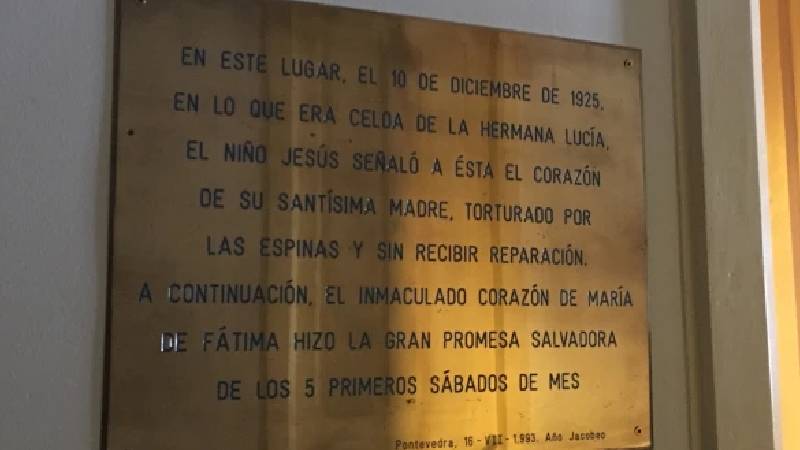 EN ESTE LUGAR, EL 10 DE DICIEMBRE DE 1925,
EN LO QUE ERA CELDA DE LA HERMANA LUCÍA,
EL NIÑO JESÚS SEÑALÓ A ÉSTA EL CORAZÓN
DE SU SANTÍSIMA MADRE, TORTURADO POR
LAS ESPINAS Y SIN RECIBIR REPARACIÓN.
A CONTINUACIÓN, EL INMACULADO CORAZÓN DE MARÍA
DE FÁTIMA HIZO LA GRAN PROMESA SALVADORA
DE LOS 5 PRIMEROS SÁBADOS DE MES
Pontevedra, 16-VII-1.993. Año Jacobeo